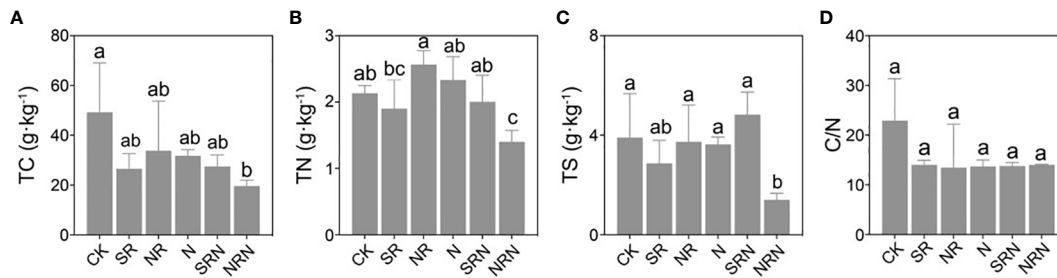 A
TC (g·kg⁻¹)
80
60
40
20
0
a
ab
ab
ab
ab
b
CK
SR
NR
N
SRN
NRN
B
TN (g·kg⁻¹)
3
2
1
0
ab
bc
a
ab
ab
c
CK
SR
NR
N
SRN
NRN
C
TS (g·kg⁻¹)
8
4
0
a
ab
a
a
a
b
CK
SR
NR
N
SRN
NRN
D
C/N
40
30
20
10
0
a
a
a
a
a
a
CK
SR
NR
N
SRN
NRN